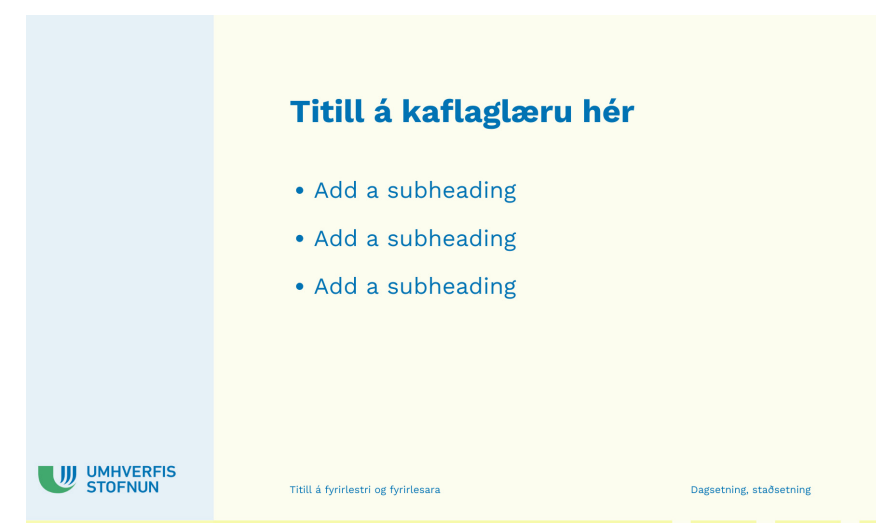 Titill á kaflaglæru hér
• Add a subheading
• Add a subheading
• Add a subheading
UMHVERFIS
STOFNUN
Titill á fyrirlestri og fyrirlesara
Dagsetning, staðsetning